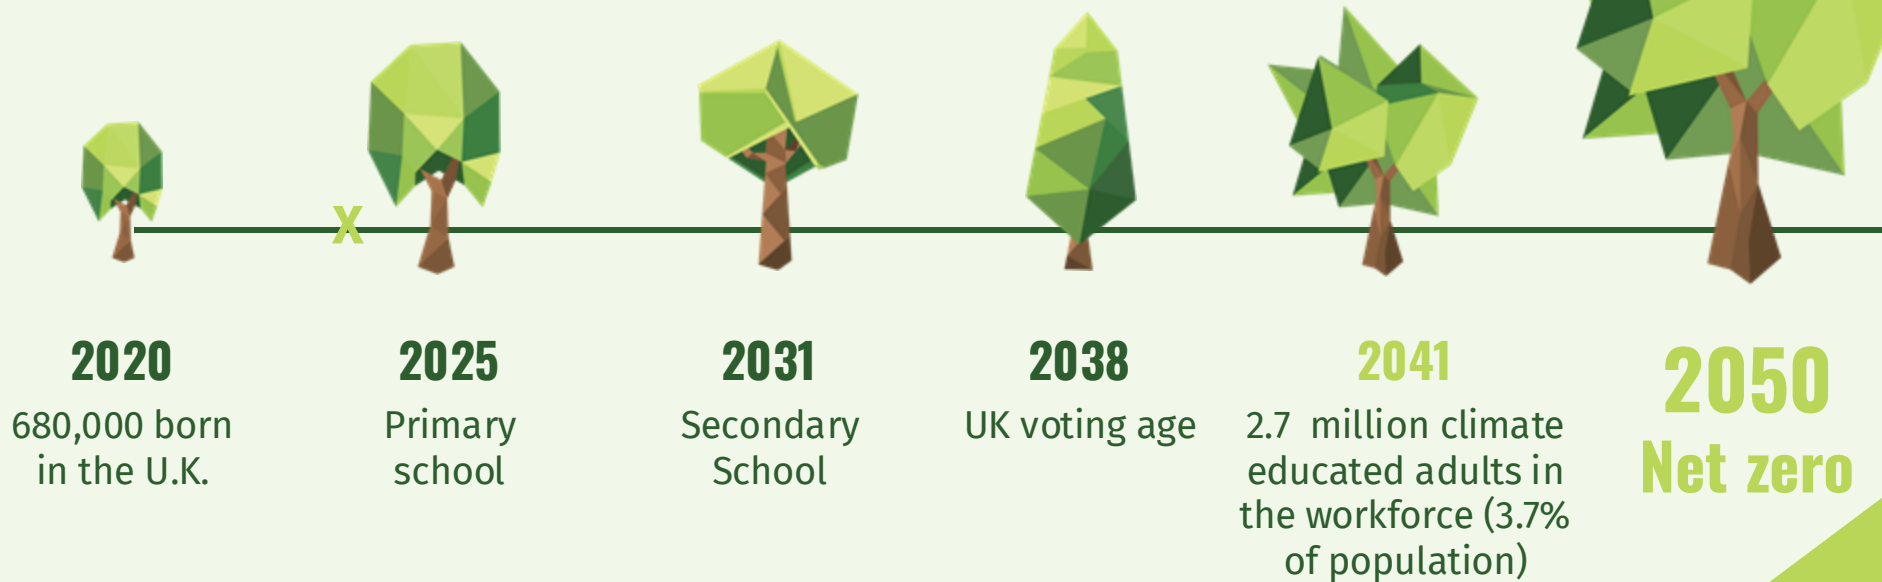 X
2020
680,000 born
in the U.K.
2025
Primary
school
2031
Secondary
School
2038
UK voting age
2041
2.7  million climate
educated adults in
the workforce (3.7%
of population)
2050
Net zero